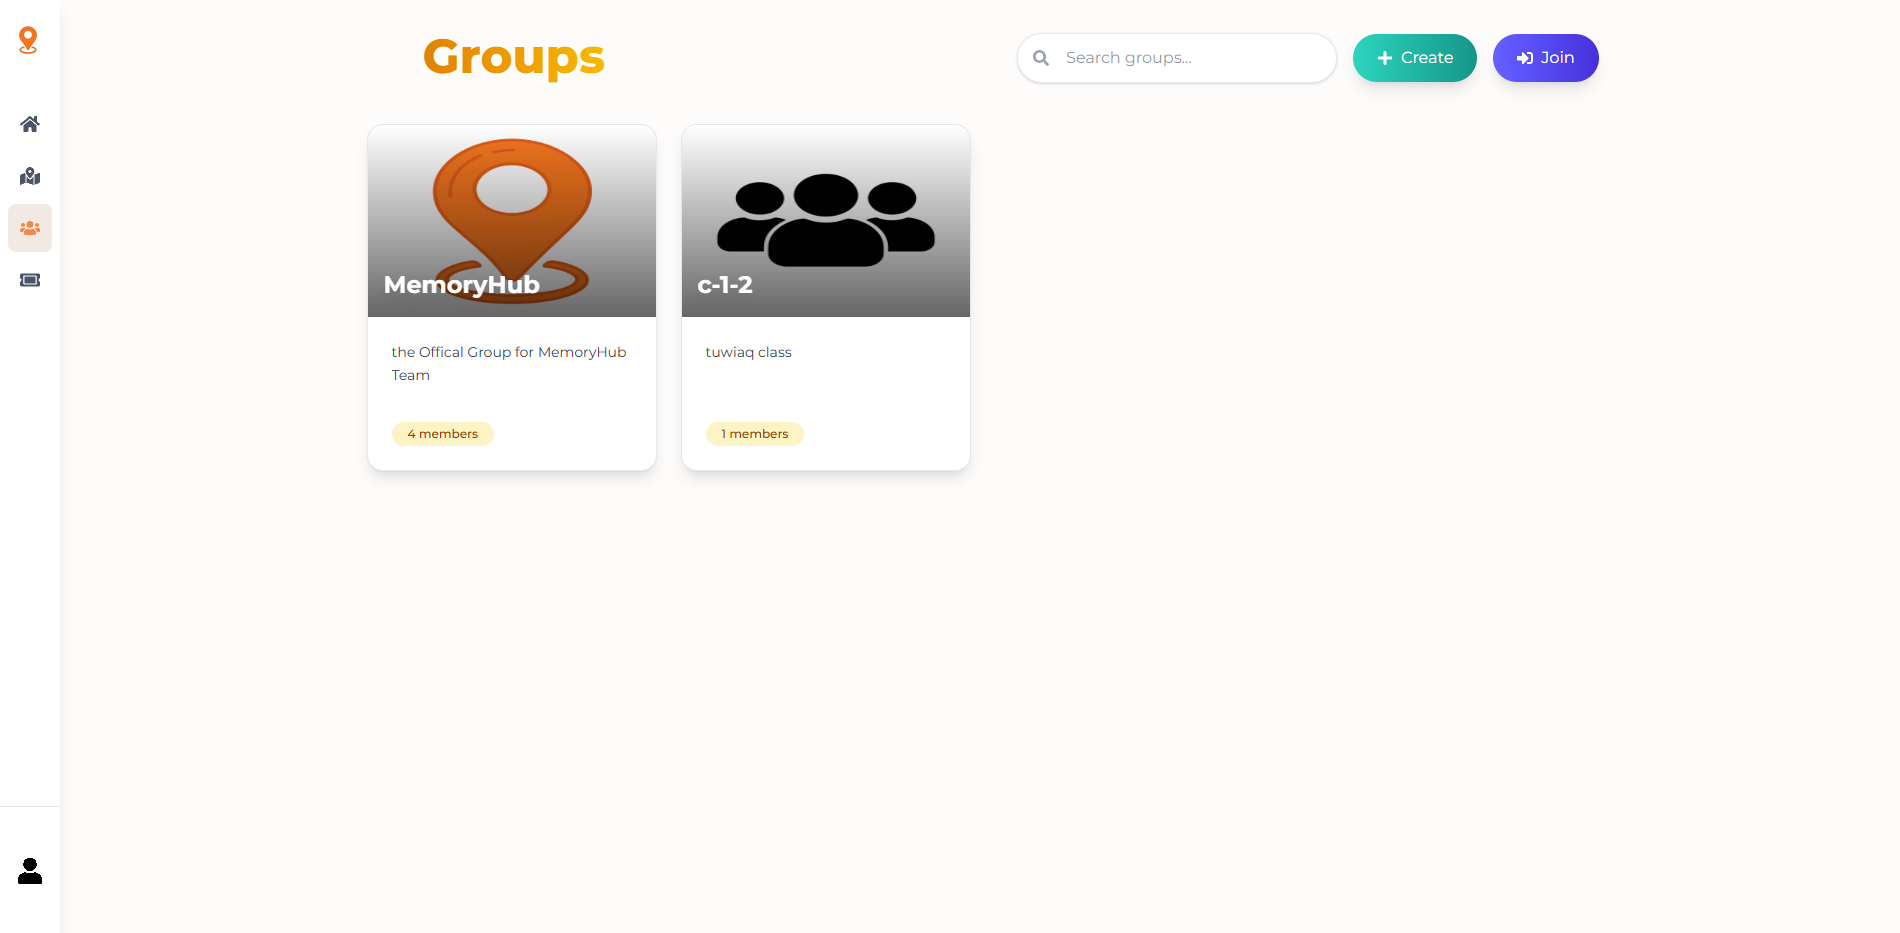 Groups
Search groups...
Create
Join
MemoryHub
the Offical Group for MemoryHub
Team
4 members
c-1-2
tuwiaq class
1 members